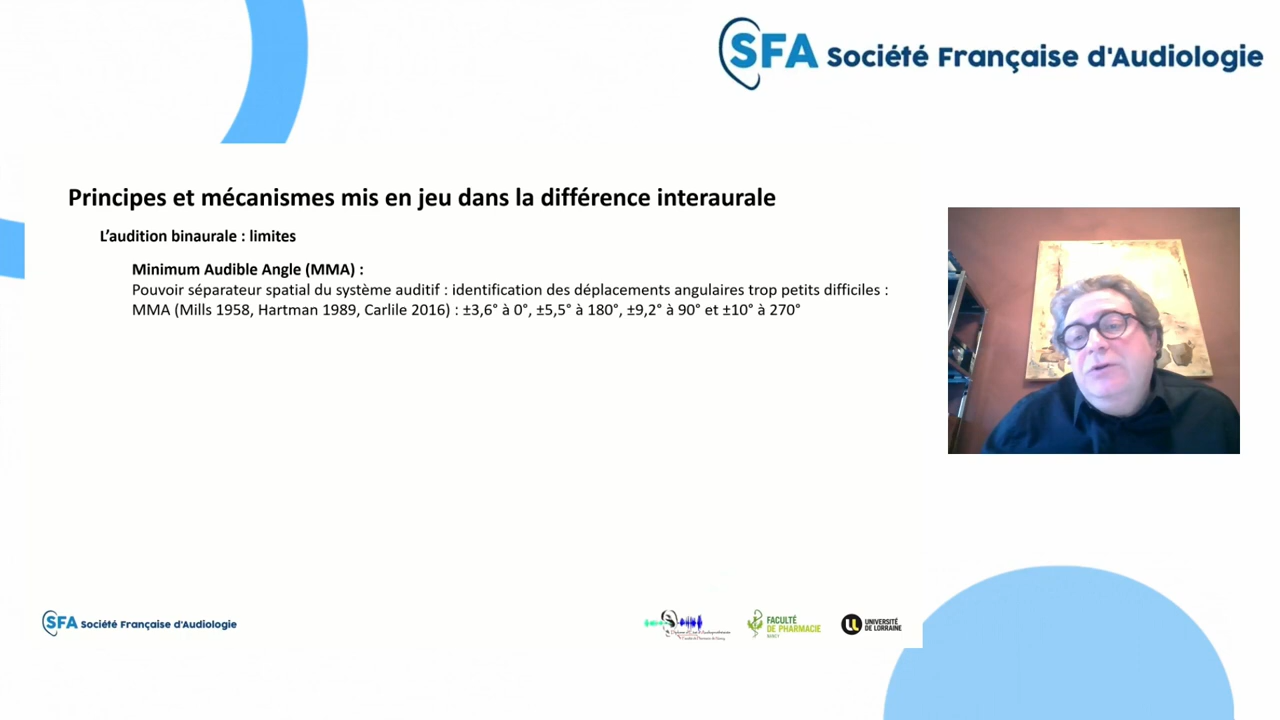 SFA Société Française d'Audiologie
Principes et mécanismes mis en jeu dans la différence interaurale
L'audition binaurale : limites
Minimum Audible Angle (MMA) :
Pouvoir séparateur spatial du système auditif : identification des déplacements angulaires trop petits difficiles :
MMA (Mills 1958, Hartman 1989, Carlile 2016) : ±3,6° à 0°, ±5,5° à 180°, ±9,2° à 90° et ±10° à 270°
SFA Société Française d'Audiologie
FACULTÉ
DE PHARMACIE
NANCY
UNIVERSITÉ
DE LORRAINE